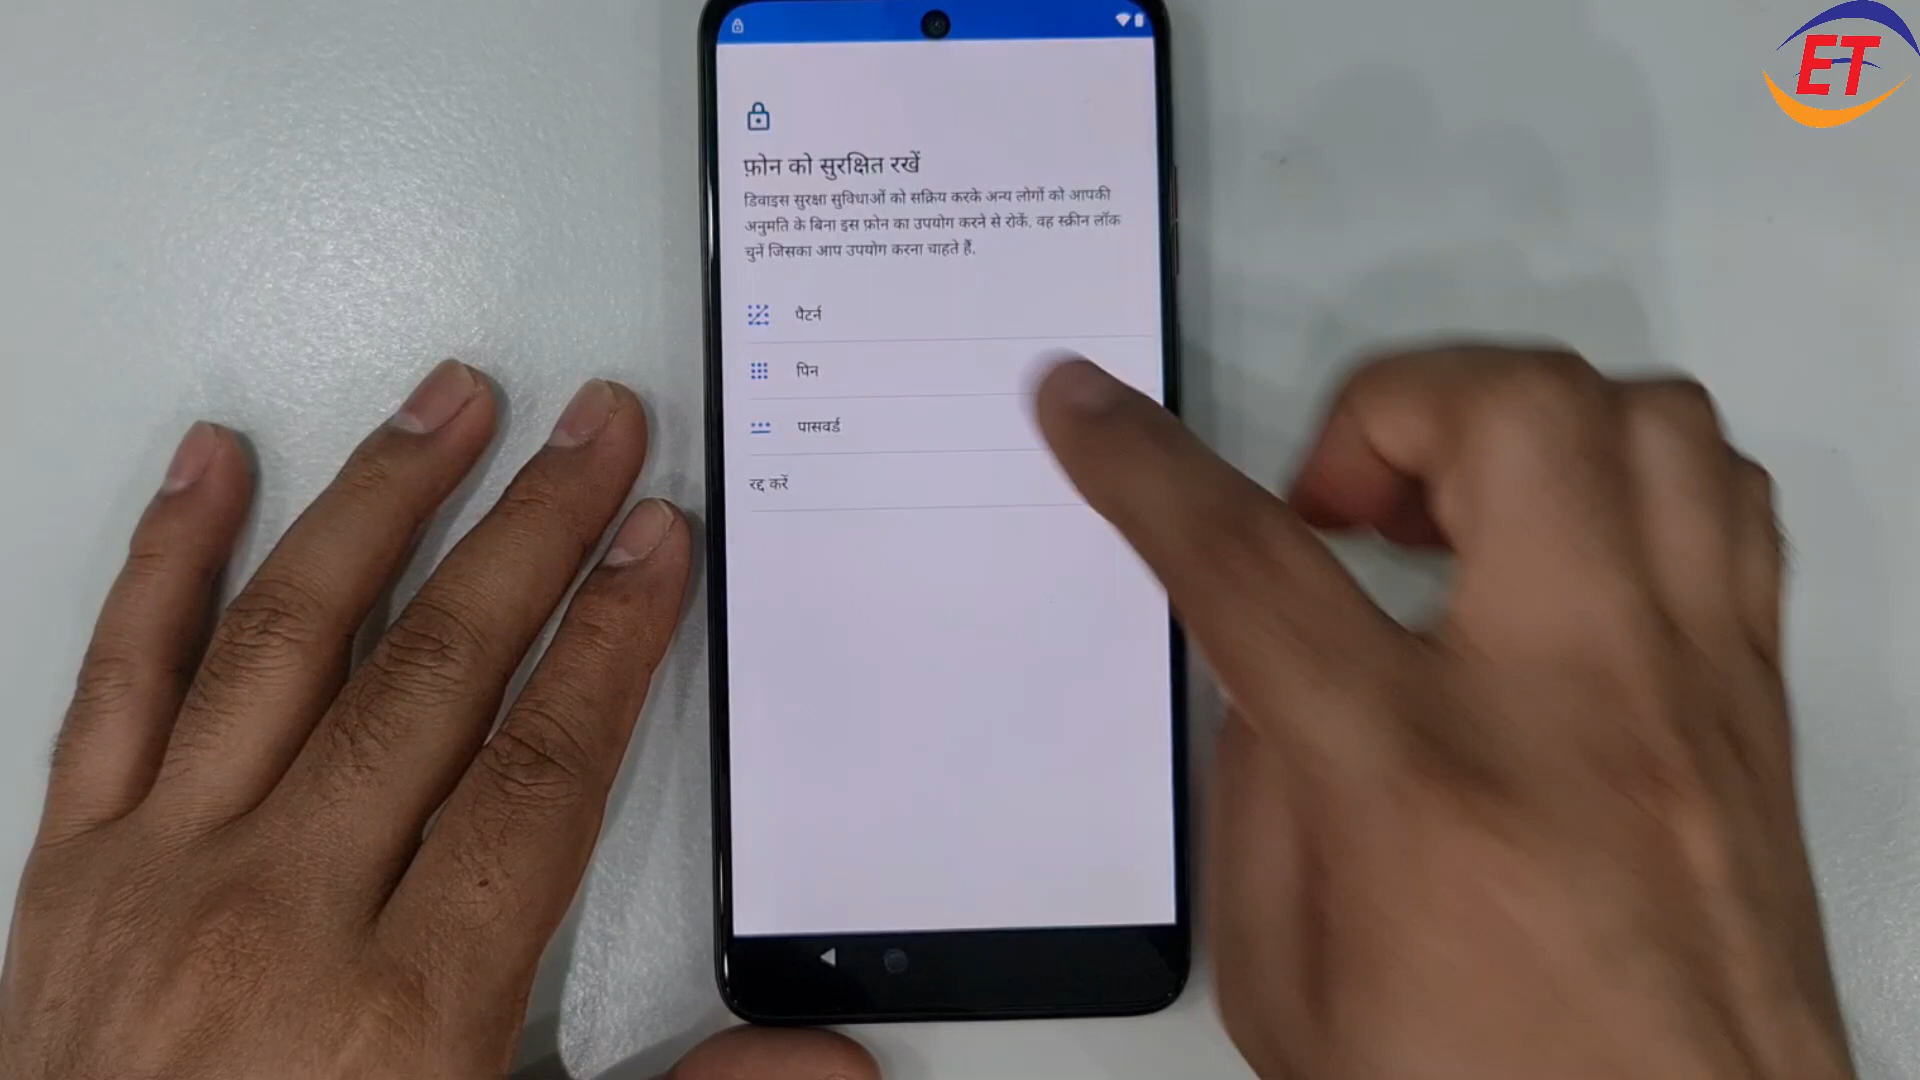 ET
फ़ोन को सुरक्षित रखें
डिवाइस सुरक्षा सुविधाओं को सक्रिय करके अन्य लोगों को आपकी
अनुमति के बिना इस फ़ोन का उपयोग करने से रोकें. वह स्क्रीन लॉक
चुनें जिसका आप उपयोग करना चाहते हैं.
पैटर्न
पिन
पासवर्ड
रद्द करें